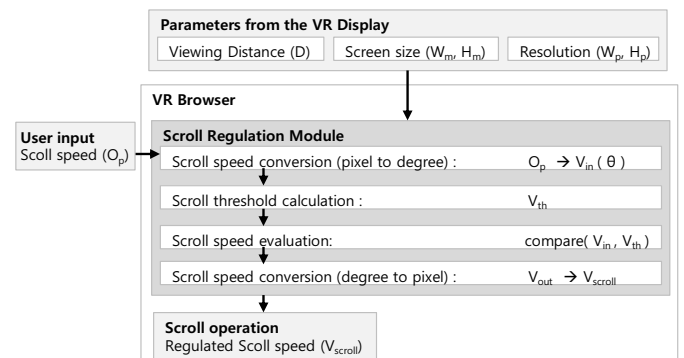 Parameters from the VR Display
Viewing Distance (D)
Screen size (Wm, Hm)
Resolution (Wp, Hp)
VR Browser
User input
Scoll speed (Op)
Scroll Regulation Module
Scroll speed conversion (pixel to degree) : Op → Vin ( θ )
Scroll threshold calculation : Vth
Scroll speed evaluation: compare( Vin , Vth )
Scroll speed conversion (degree to pixel) : Vout → Vscroll
Scroll operation
Regulated Scoll speed (Vscroll)